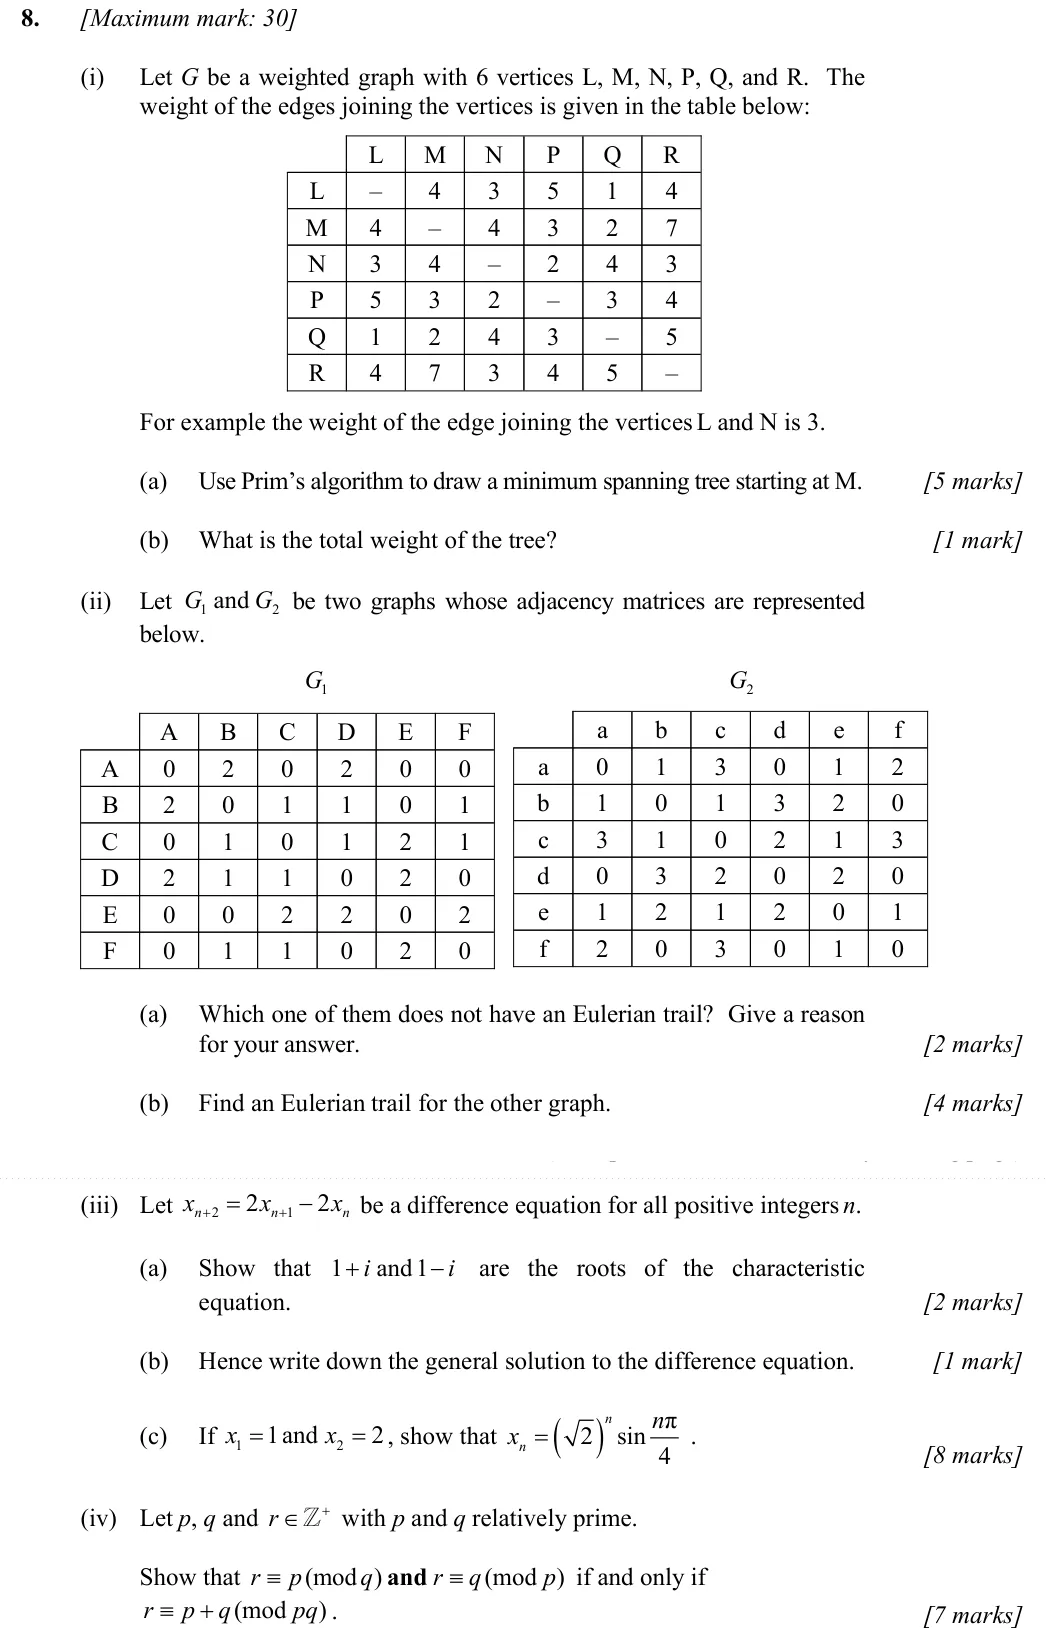 8. [Maximum mark: 30]
(i) Let G be a weighted graph with 6 vertices L, M, N, P, Q, and R. The
weight of the edges joining the vertices is given in the table below:
L M N P Q R
L – 4 3 5 1 4
M 4 – 4 3 2 7
N 3 4 – 2 4 3
P 5 3 2 – 3 4
Q 1 2 4 3 – 5
R 4 7 3 4 5 –
For example the weight of the edge joining the vertices L and N is 3.
(a) Use Prim's algorithm to draw a minimum spanning tree starting at M. [5 marks]
(b) What is the total weight of the tree? [1 mark]
(ii) Let G₁ and G₂ be two graphs whose adjacency matrices are represented
below.
G₁ G₂
A B C D E F
A 0 2 0 2 0 0
B 2 0 1 1 0 1
C 0 1 0 1 2 1
D 2 1 1 0 2 0
E 0 0 2 2 0 2
F 0 1 1 0 2 0
a b c d e f
a 0 1 3 0 1 2
b 1 0 1 3 2 0
c 3 1 0 2 1 3
d 0 3 2 0 2 0
e 1 2 1 2 0 1
f 2 0 3 0 1 0
(a) Which one of them does not have an Eulerian trail? Give a reason
for your answer. [2 marks]
(b) Find an Eulerian trail for the other graph. [4 marks]
(iii) Let xₙ₊₂ = 2xₙ₊₁ − 2xₙ be a difference equation for all positive integers n.
(a) Show that 1+i and 1−i are the roots of the characteristic
equation. [2 marks]
(b) Hence write down the general solution to the difference equation. [1 mark]
(c) If x₁ = 1 and x₂ = 2, show that xₙ = (√2)ⁿ sin nπ/4 . [8 marks]
(iv) Let p, q and r ∈ ℤ⁺ with p and q relatively prime.
Show that r ≡ p (mod q) and r ≡ q (mod p) if and only if
r ≡ p + q (mod pq) . [7 marks]